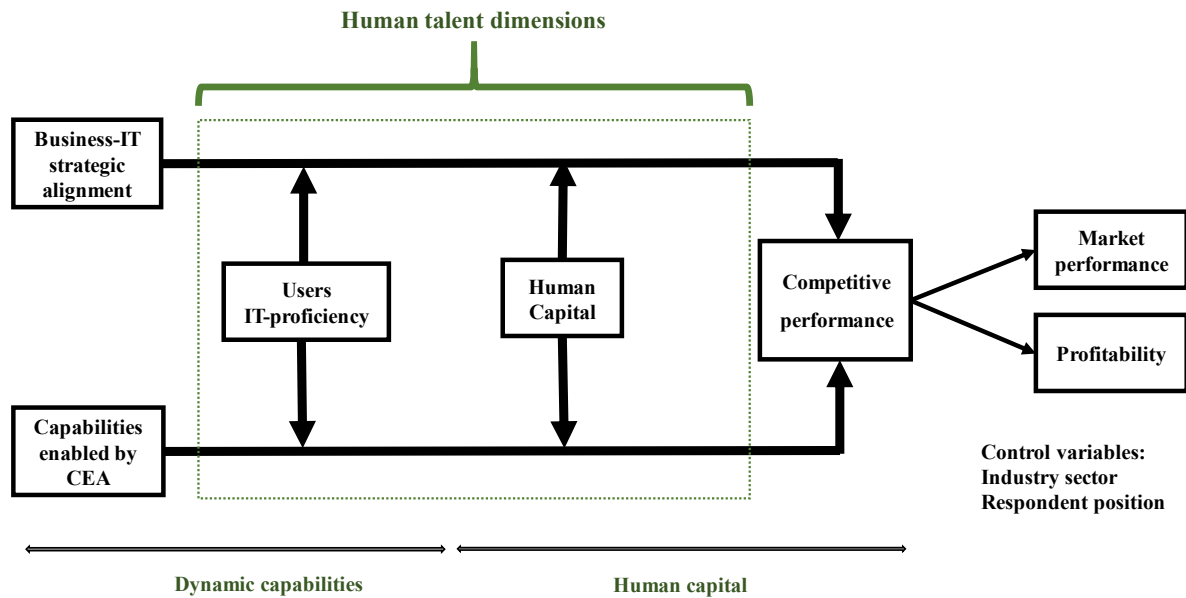 Human talent dimensions
Business-IT
strategic
alignment
Users
IT-proficiency
Human
Capital
Competitive
performance
Market
performance
Profitability
Capabilities
enabled by
CEA
Control variables:
Industry sector
Respondent position
Dynamic capabilities
Human capital